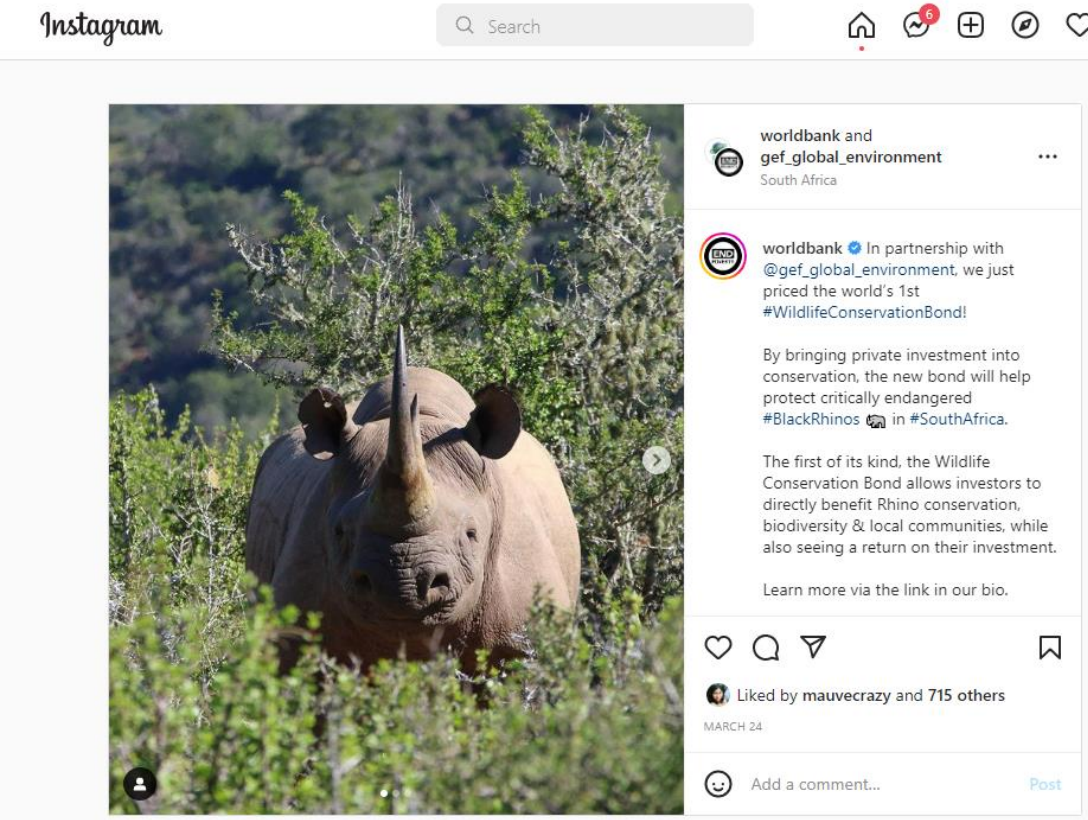 Instagram
Search
6
worldbank and
gef_global_environment
South Africa
END
POVERTY
worldbank In partnership with
@gef_global_environment, we just
priced the world's 1st
#WildlifeConservationBond!
By bringing private investment into
conservation, the new bond will help
protect critically endangered
#BlackRhinos 🦏 in #SouthAfrica.
The first of its kind, the Wildlife
Conservation Bond allows investors to
directly benefit Rhino conservation,
biodiversity & local communities, while
also seeing a return on their investment.
Learn more via the link in our bio.
Liked by mauvecrazy and 715 others
MARCH 24
Add a comment...
Post